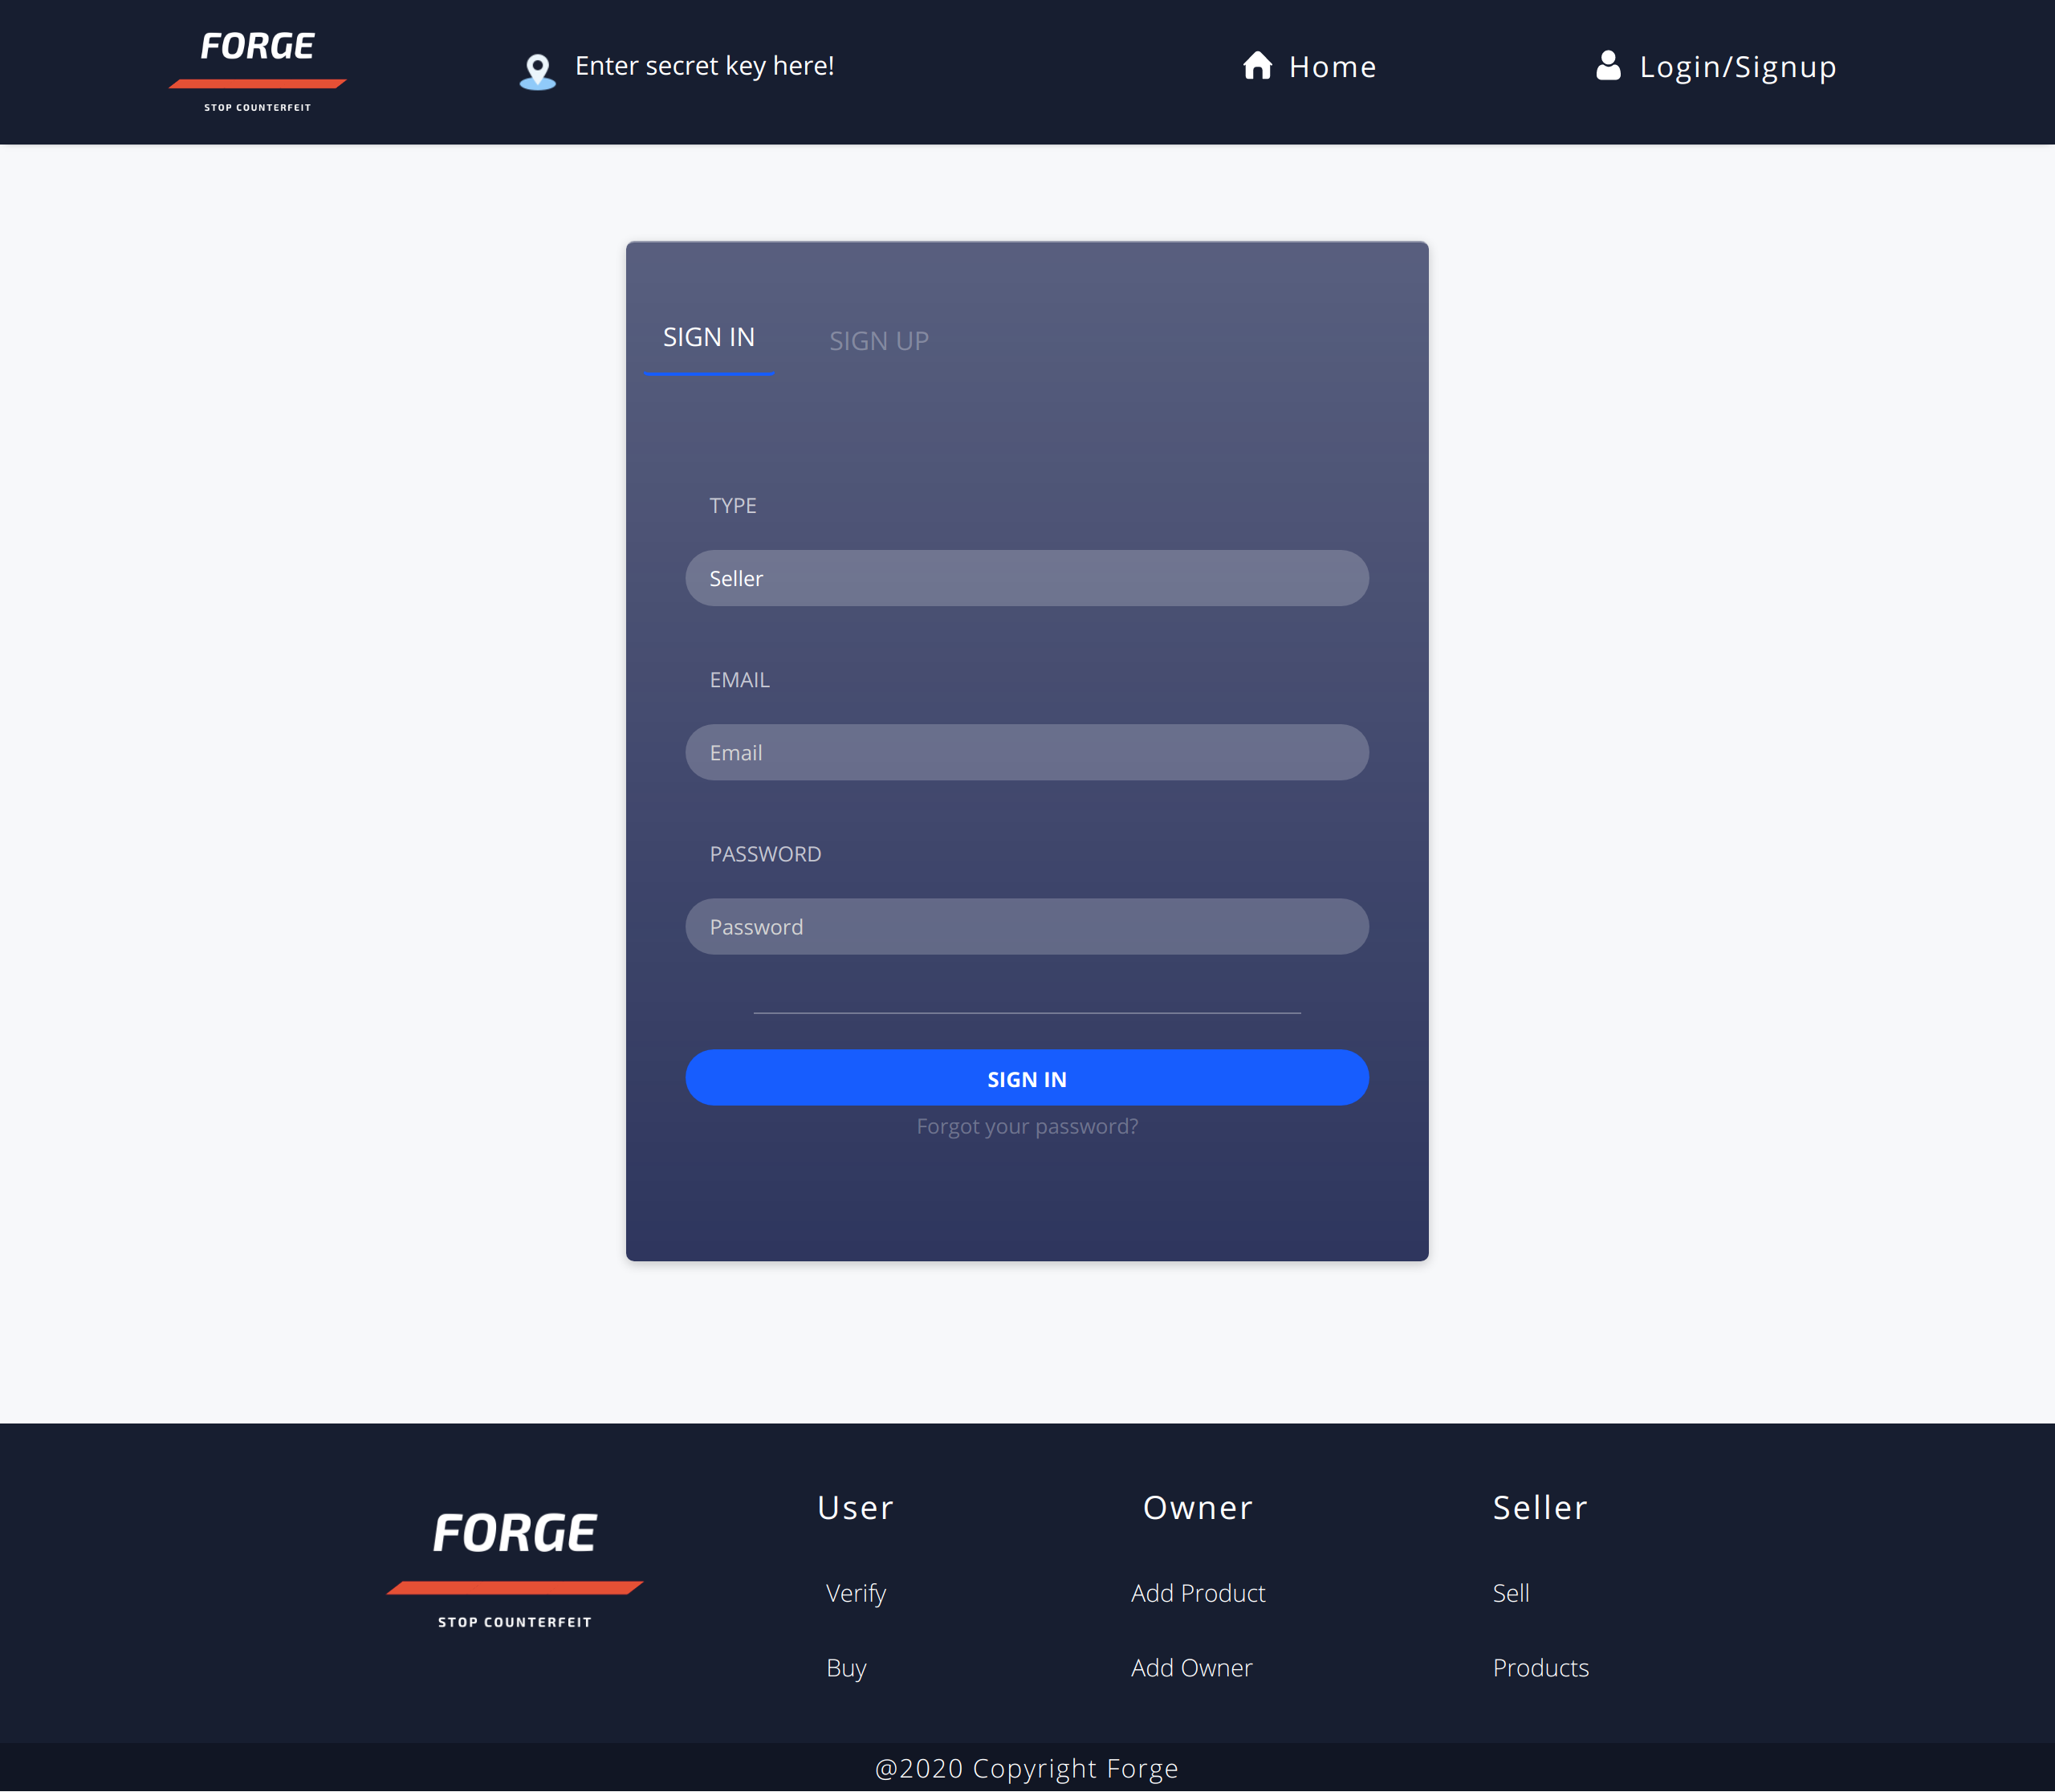 FORGE
STOP COUNTERFEIT
Enter secret key here!
Home
Login/Signup
SIGN IN
SIGN UP
TYPE
Seller
EMAIL
Email
PASSWORD
Password
SIGN IN
Forgot your password?
FORGE
STOP COUNTERFEIT
User
Verify
Buy
Owner
Add Product
Add Owner
Seller
Sell
Products
@2020 Copyright Forge